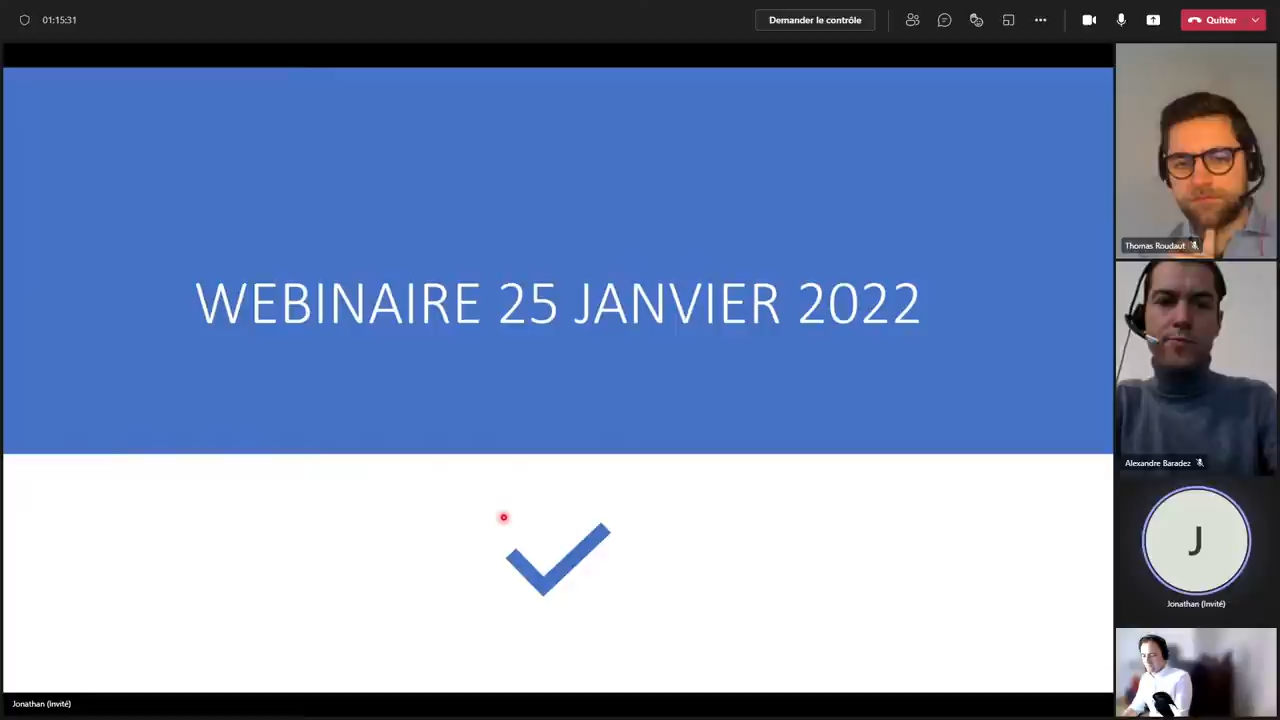 01:15:31
Demander le contrôle
Quitter
WEBINAIRE 25 JANVIER 2022
Thomas Roudaut
Alexandre Baradez
J
Jonathan (Invité)
Jonathan (Invité)